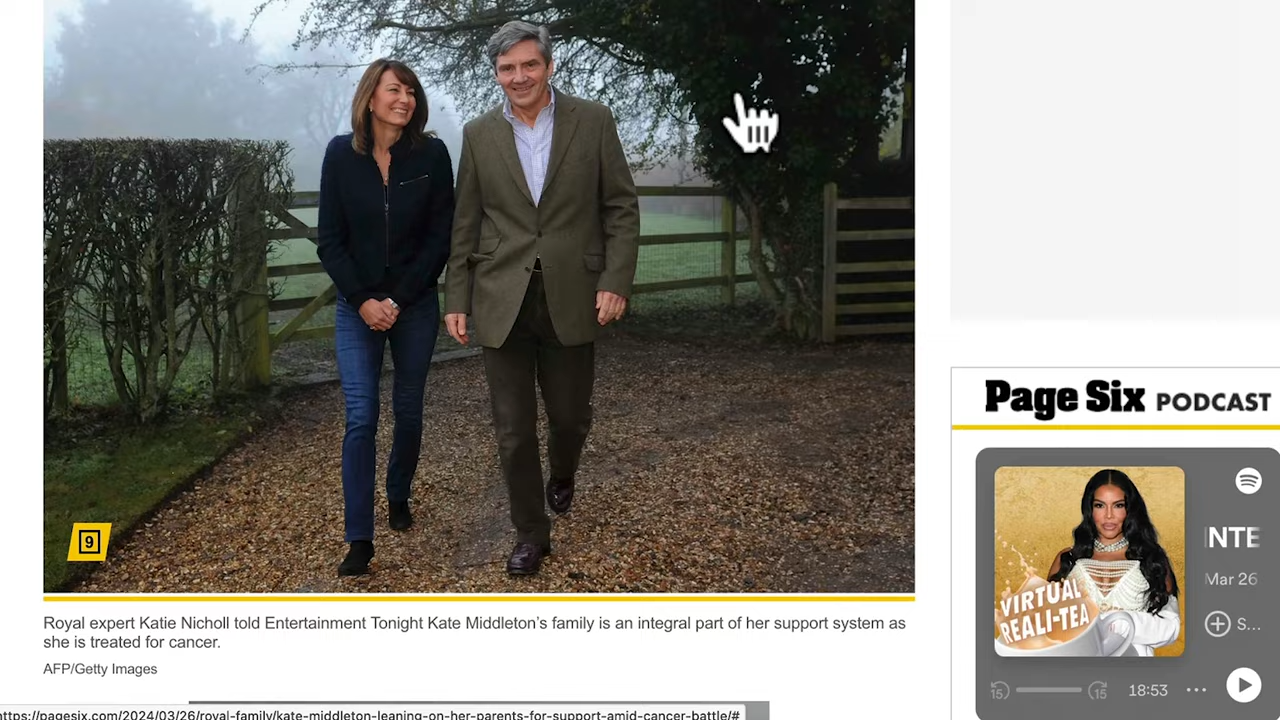 9
Royal expert Katie Nicholl told Entertainment Tonight Kate Middleton's family is an integral part of her support system as
she is treated for cancer.
AFP/Getty Images
https://pagesix.com/2024/03/26/royal-family/kate-middleton-leaning-on-her-parents-for-support-amid-cancer-battle/#
Page Six PODCAST
VIRTUAL
REALI-TEA
INTE
Mar 26
S...
15
15
18:53